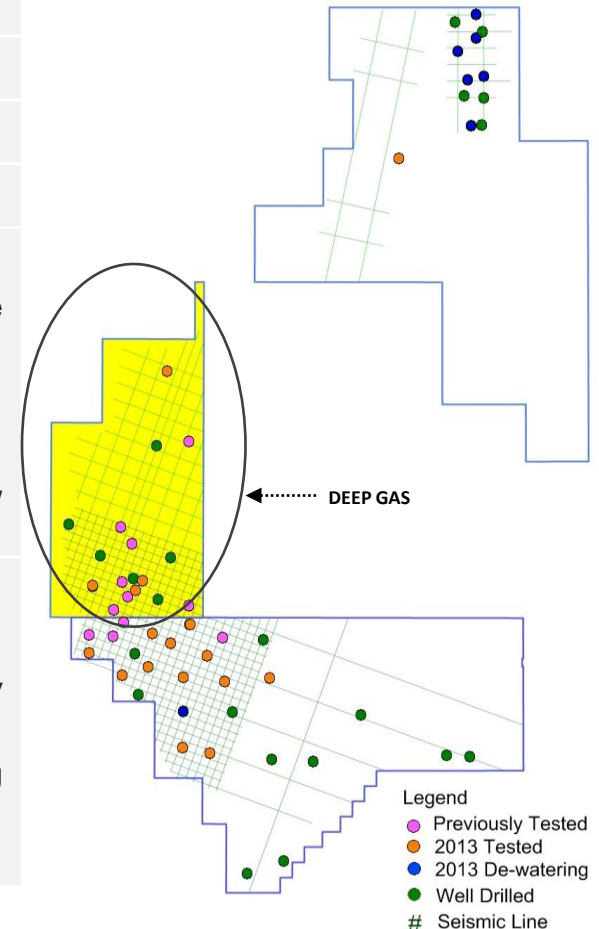 DEEP GAS
Legend
Previously Tested
2013 Tested
2013 De-watering
Well Drilled
# Seismic Line